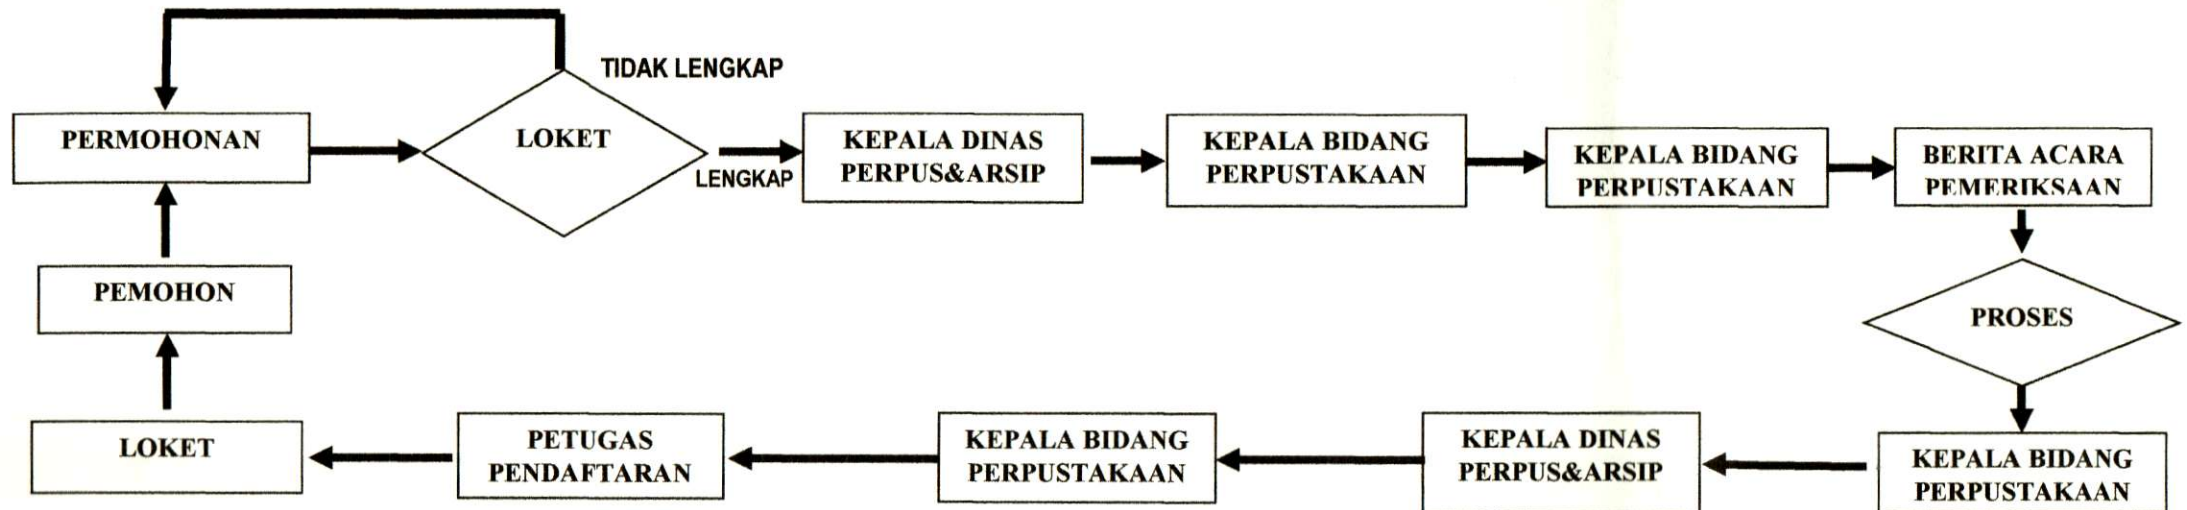 TIDAK LENGKAP
PERMOHONAN
LOKET
LENGKAP
KEPALA DINAS
PERPUS&ARSIP
KEPALA BIDANG
PERPUSTAKAAN
KEPALA BIDANG
PERPUSTAKAAN
BERITA ACARA
PEMERIKSAAN
PEMOHON
PROSES
LOKET
PETUGAS
PENDAFTARAN
KEPALA BIDANG
PERPUSTAKAAN
KEPALA DINAS
PERPUS&ARSIP
KEPALA BIDANG
PERPUSTAKAAN